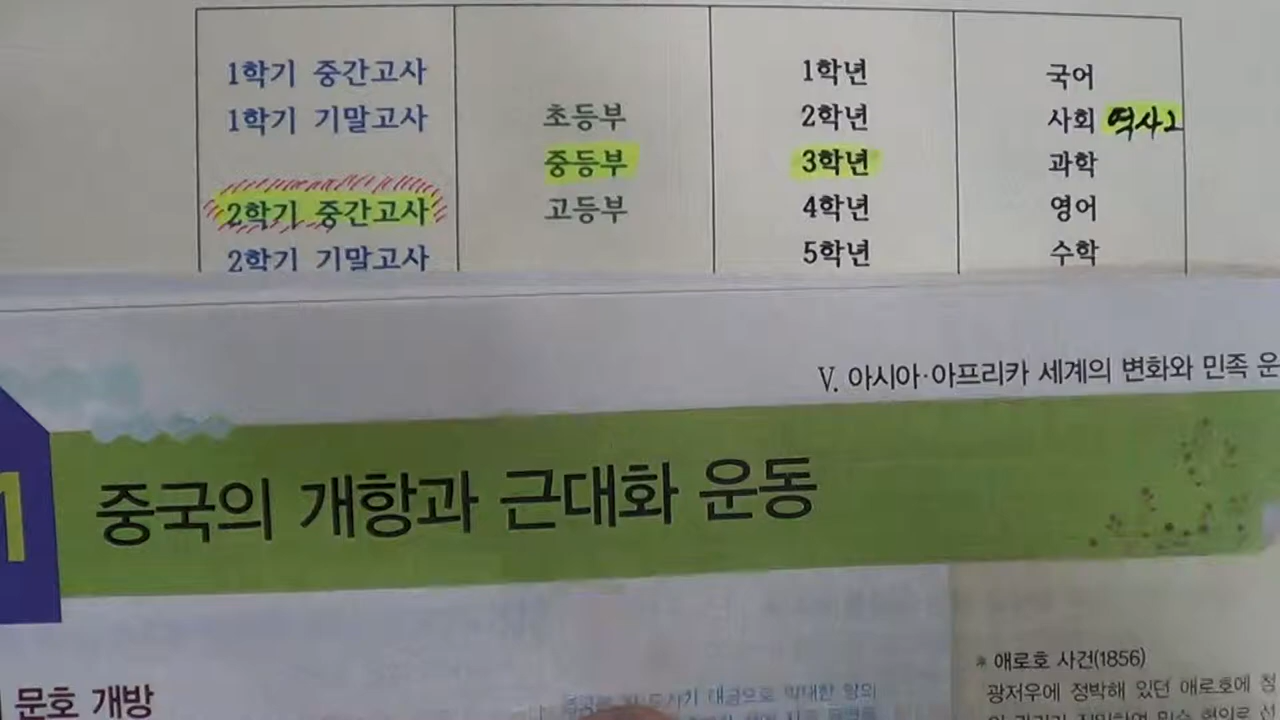 1학기 중간고사 1학년 국어
1학기 기말고사 초등부 2학년 사회 역사2
중등부 3학년 과학
2학기 중간고사 고등부 4학년 영어
2학기 기말고사 5학년 수학
V. 아시아·아프리카 세계의 변화와 민족 운
1
중국의 개항과 근대화 운동
* 애로호 사건(1856)
문호 개방
광저우에 정박해 있던 애로호에 청